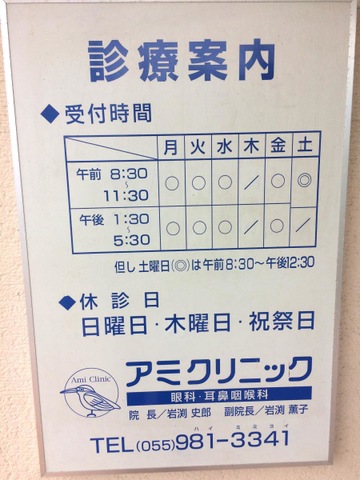 診療案内
◆受付時間
月 火 水 木 金 土
午前 8:30～11:30 ○ ○ ○ ／ ○ ◎
午後 1:30～5:30 ○ ○ ○ ／ ○ ／
但し土曜日(◎)は午前8:30～午後12:30
◆休診日
日曜日・木曜日・祝祭日
Ami Clinic
アミクリニック
眼科・耳鼻咽喉科
院長／岩渕史郎 副院長／岩渕薫子
ハイ ミミヨイ
TEL(055)981-3341